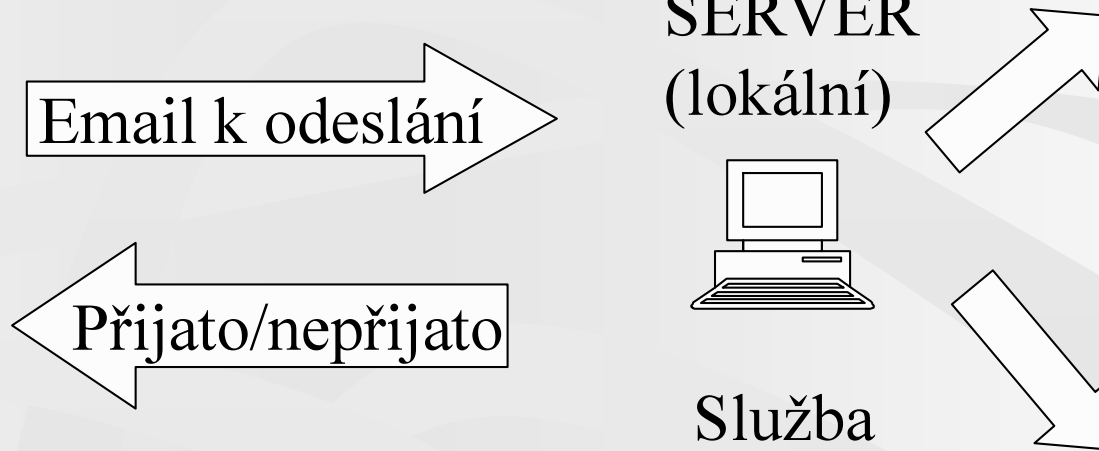 SERVER
(lokální)
Email k odeslání
Přijato/nepřijato
Služba